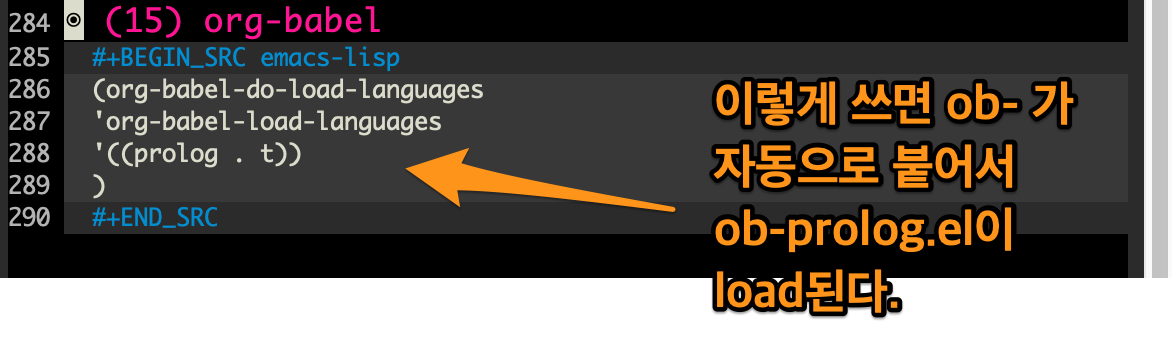 284 (15) org-babel
285 #+BEGIN_SRC emacs-lisp
286 (org-babel-do-load-languages
287 'org-babel-load-languages
288 '((prolog . t))
289 )
290 #+END_SRC
이렇게 쓰면 ob- 가
자동으로 붙어서
ob-prolog.el이
load된다.